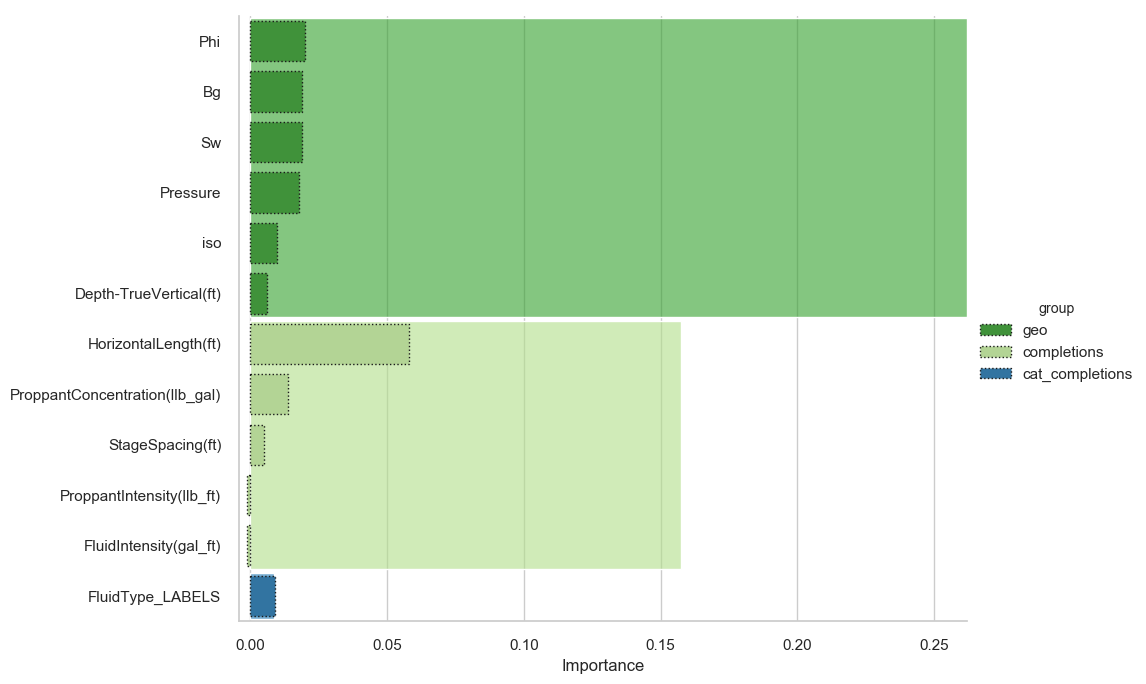 Phi
Bg
Sw
Pressure
iso
Depth-TrueVertical(ft)
HorizontalLength(ft)
ProppantConcentration(llb_gal)
StageSpacing(ft)
ProppantIntensity(llb_ft)
FluidIntensity(gal_ft)
FluidType_LABELS
0.00 0.05 0.10 0.15 0.20 0.25
Importance
group
geo
completions
cat_completions